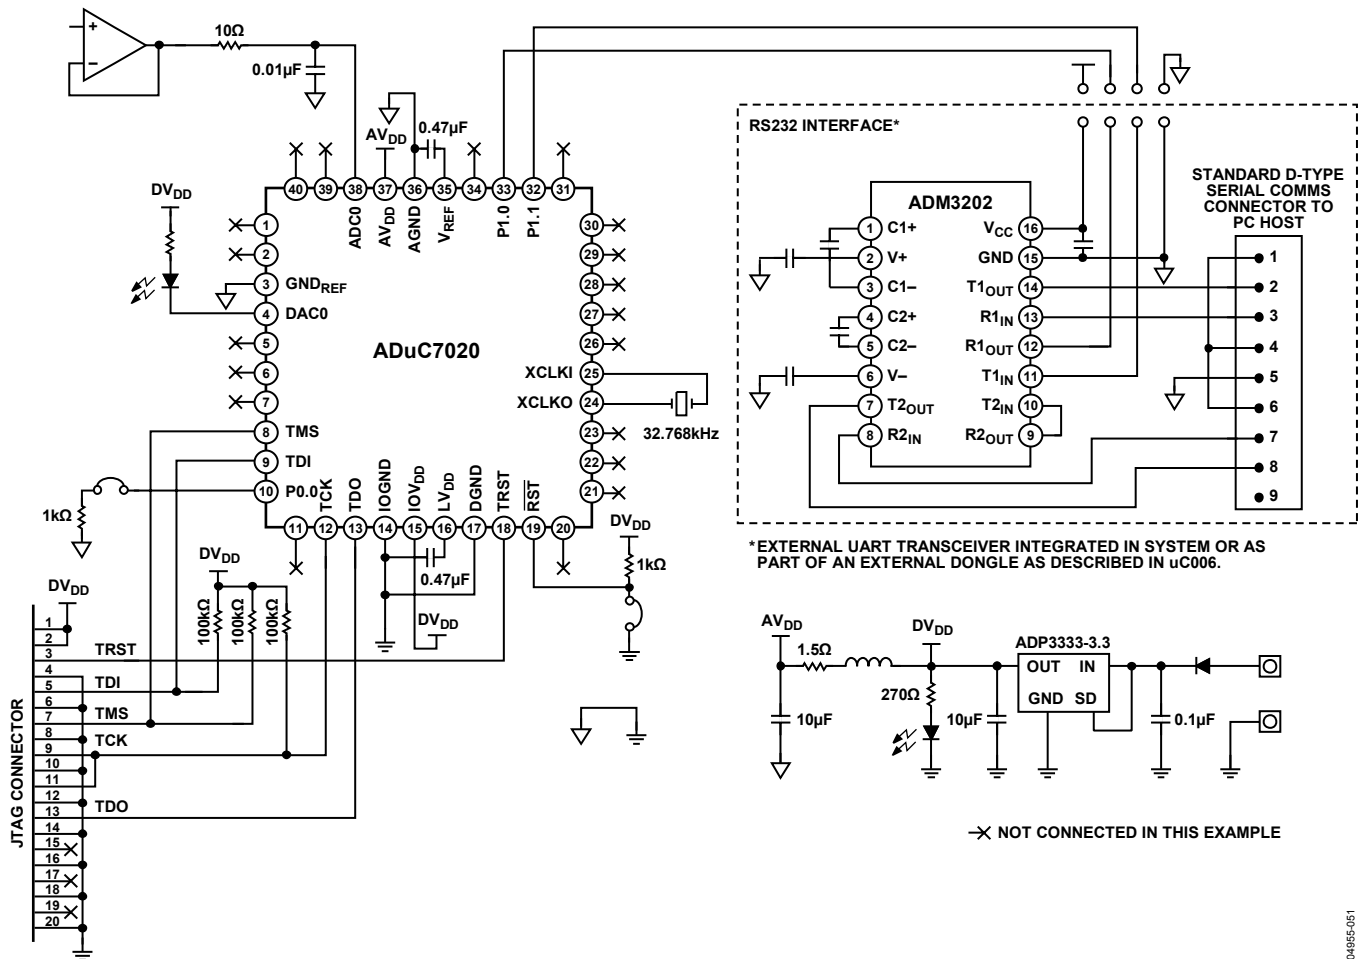 10Ω
0.01µF
AVDD
0.47µF
DVDD
40
39
38
37
36
35
34
33
32
31
ADC0
AVDD
AGND
VREF
P1.0
P1.1
1
2
3 GNDREF
4 DAC0
5
6
7
8 TMS
9 TDI
10 P0.0
ADuC7020
30
29
28
27
26
XCLKI 25
XCLKO 24
23
22
21
32.768kHz
TCK
TDO
IOGND
IOVDD
LVDD
DGND
TRST
RST
11
12
13
14
15
16
17
18
19
20
1kΩ
0.47µF
DVDD
DVDD
1kΩ
DVDD
100kΩ
100kΩ
100kΩ
DVDD
JTAG CONNECTOR
1
2
3 TRST
4
5 TDI
6
7 TMS
8
9 TCK
10
11
12
13 TDO
14
15
16
17
18
19
20
RS232 INTERFACE*
STANDARD D-TYPE
SERIAL COMMS
CONNECTOR TO
PC HOST
ADM3202
1 C1+
2 V+
3 C1–
4 C2+
5 C2–
6 V–
7 T2OUT
8 R2IN
VCC 16
GND 15
T1OUT 14
R1IN 13
R1OUT 12
T1IN 11
T2IN 10
R2OUT 9
1
2
3
4
5
6
7
8
9
*EXTERNAL UART TRANSCEIVER INTEGRATED IN SYSTEM OR AS
PART OF AN EXTERNAL DONGLE AS DESCRIBED IN uC006.
AVDD
1.5Ω
DVDD
ADP3333-3.3
OUT IN
GND SD
270Ω
10µF
10µF
0.1µF
NOT CONNECTED IN THIS EXAMPLE
04955-051